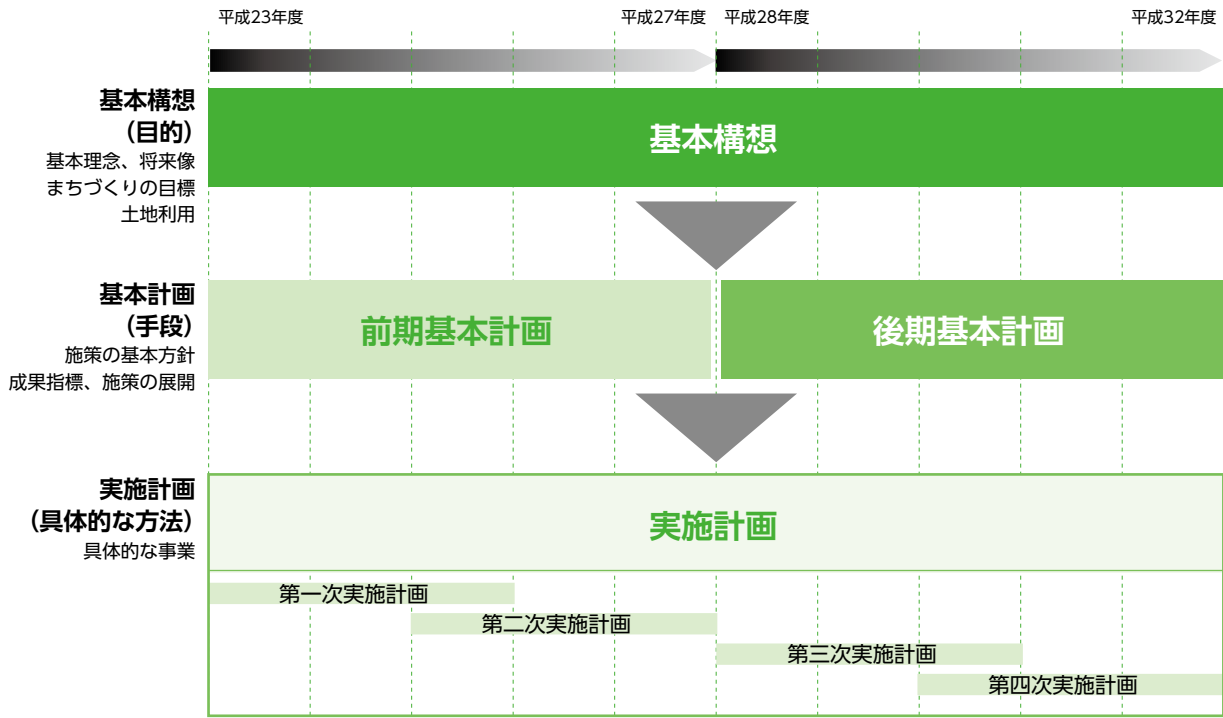 平成23年度
平成27年度
平成28年度
平成32年度
基本構想
（目的）
基本理念、将来像
まちづくりの目標
土地利用
基本構想
基本計画
（手段）
施策の基本方針
成果指標、施策の展開
前期基本計画
後期基本計画
実施計画
（具体的な方法）
具体的な事業
実施計画
第一次実施計画
第二次実施計画
第三次実施計画
第四次実施計画